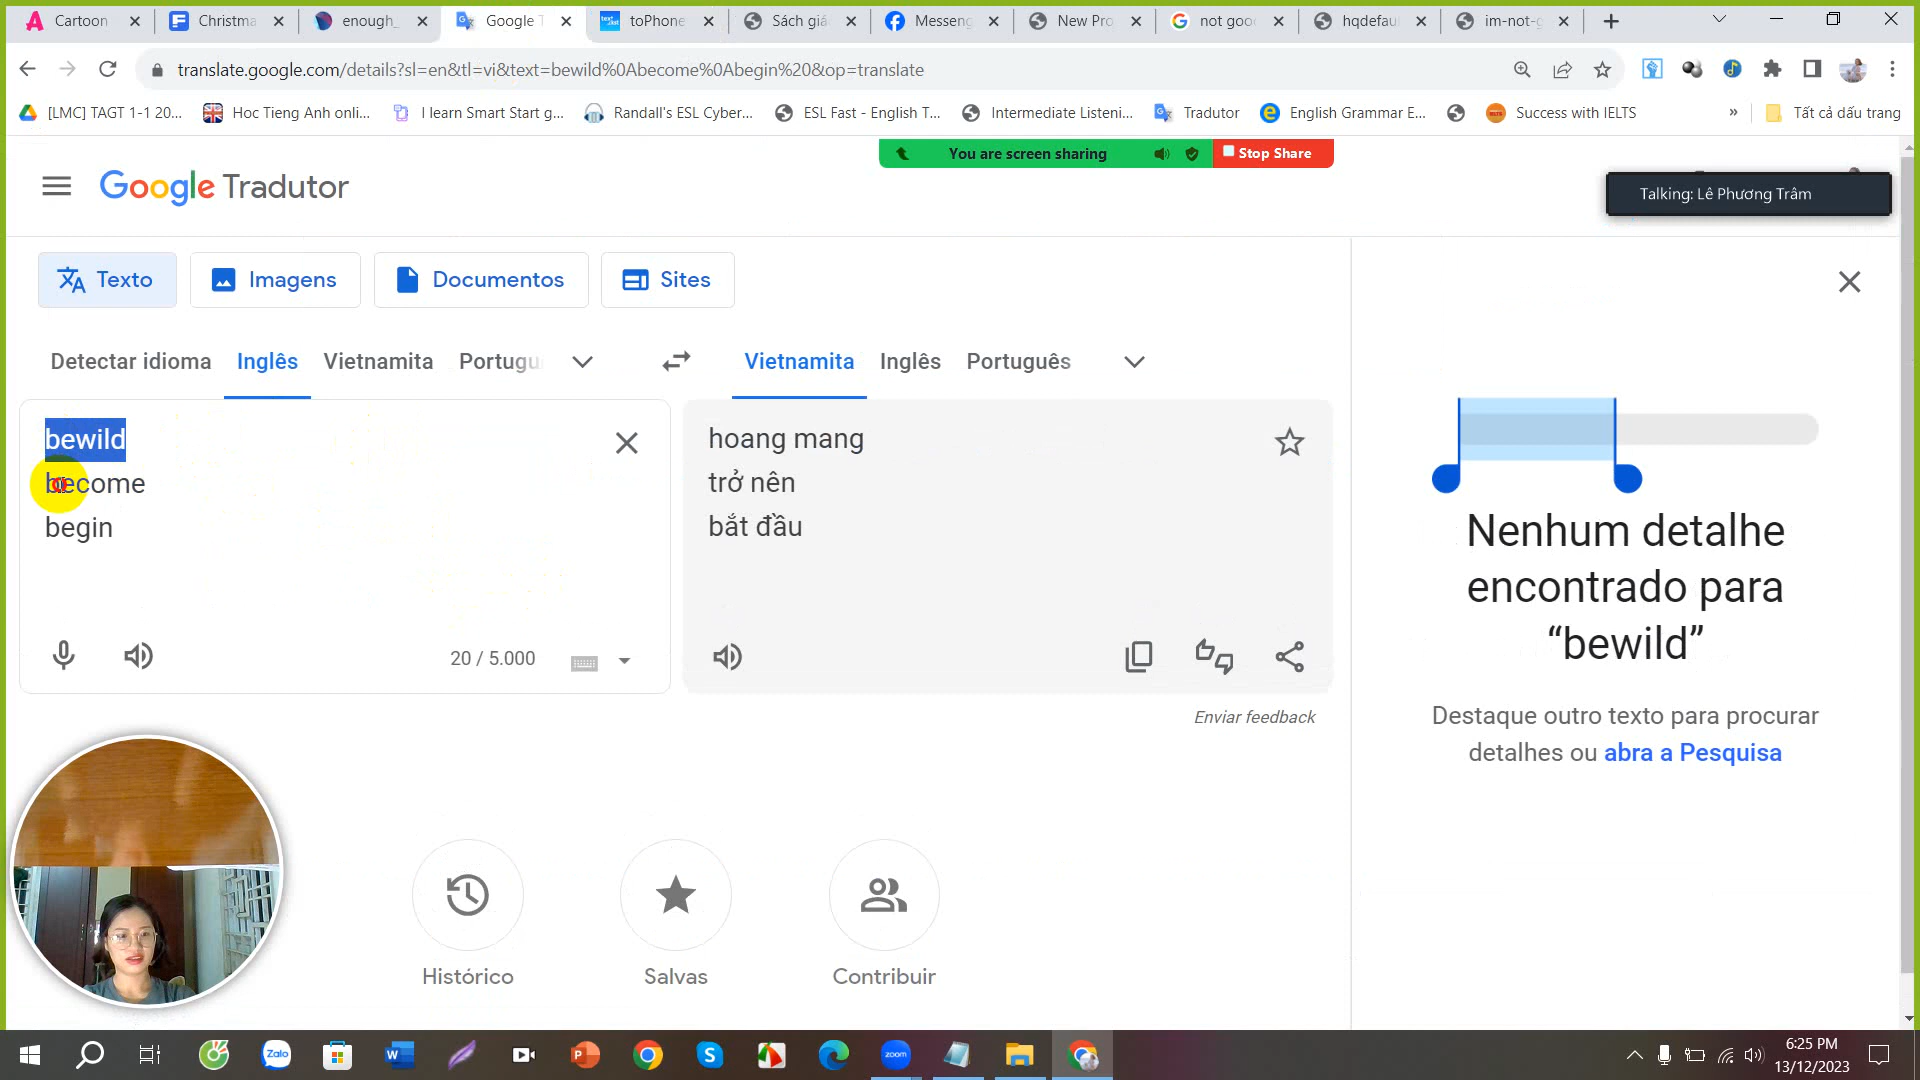 Cartoon
Christma
enough_
Google T
toPhone
Sách giá
Messeng
New Pro
not good
hqdefau
im-not-g
translate.google.com/details?sl=en&tl=vi&text=bewild%0Abecome%0Abegin%20&op=translate
[LMC] TAGT 1-1 20...
Hoc Tieng Anh onli...
I learn Smart Start g...
Randall's ESL Cyber...
ESL Fast - English T...
Intermediate Listeni...
Tradutor
English Grammar E...
Success with IELTS
»
Tất cả dấu trang
You are screen sharing
Stop Share
Google Tradutor
Talking: Lê Phương Trâm
Texto
Imagens
Documentos
Sites
Detectar idioma
Inglês
Vietnamita
Portugu
Vietnamita
Inglês
Português
bewild
become
begin
hoang mang
trở nên
bắt đầu
20 / 5.000
Enviar feedback
Nenhum detalhe
encontrado para
“bewild”
Destaque outro texto para procurar
detalhes ou abra a Pesquisa
Histórico
Salvas
Contribuir
Zalo
zoom
6:25 PM
13/12/2023